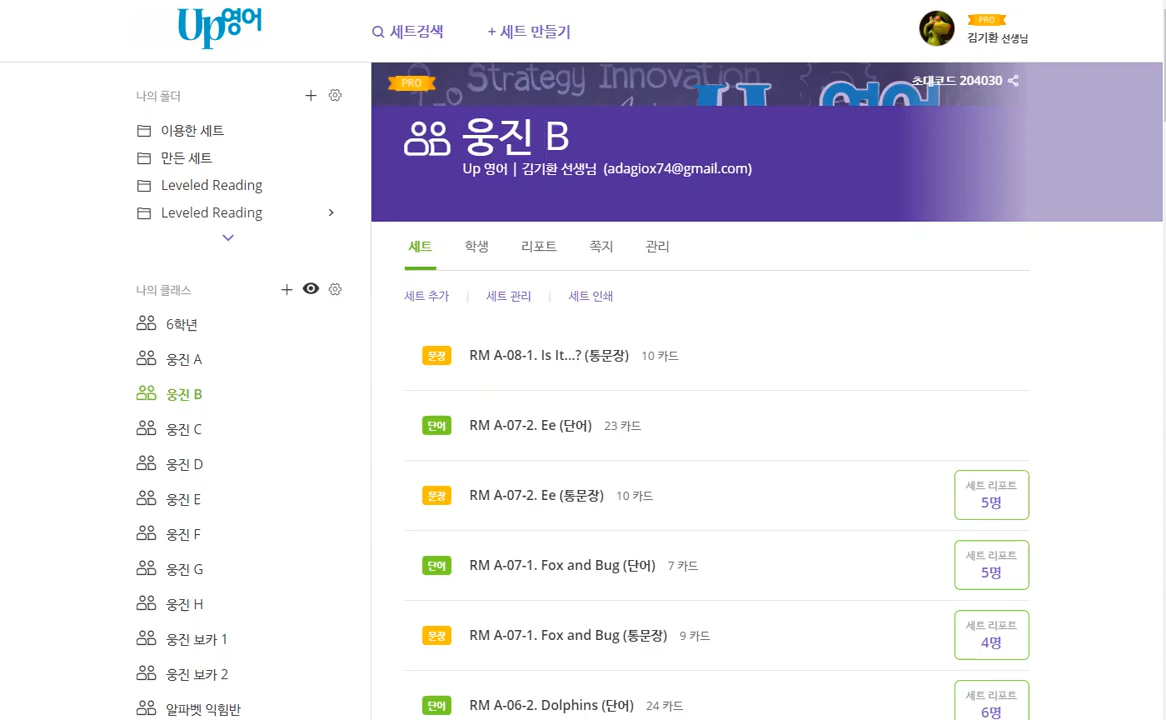 Up영어
세트검색
+ 세트 만들기
PRO
김기환 선생님
나의 폴더
이용한 세트
만든 세트
Leveled Reading
Leveled Reading
나의 클래스
6학년
웅진 A
웅진 B
웅진 C
웅진 D
웅진 E
웅진 F
웅진 G
웅진 H
웅진 보카 1
웅진 보카 2
알파벳 익힘반
PRO
Strategy Innovation
초대코드 204030
웅진 B
Up 영어 | 김기환 선생님 (adagiox74@gmail.com)
세트 학생 리포트 쪽지 관리
세트 추가 | 세트 관리 | 세트 인쇄
문장 RM A-08-1. Is It...? (통문장) 10 카드
단어 RM A-07-2. Ee (단어) 23 카드
문장 RM A-07-2. Ee (통문장) 10 카드
세트 리포트
5명
단어 RM A-07-1. Fox and Bug (단어) 7 카드
세트 리포트
5명
문장 RM A-07-1. Fox and Bug (통문장) 9 카드
세트 리포트
4명
단어 RM A-06-2. Dolphins (단어) 24 카드
세트 리포트
6명